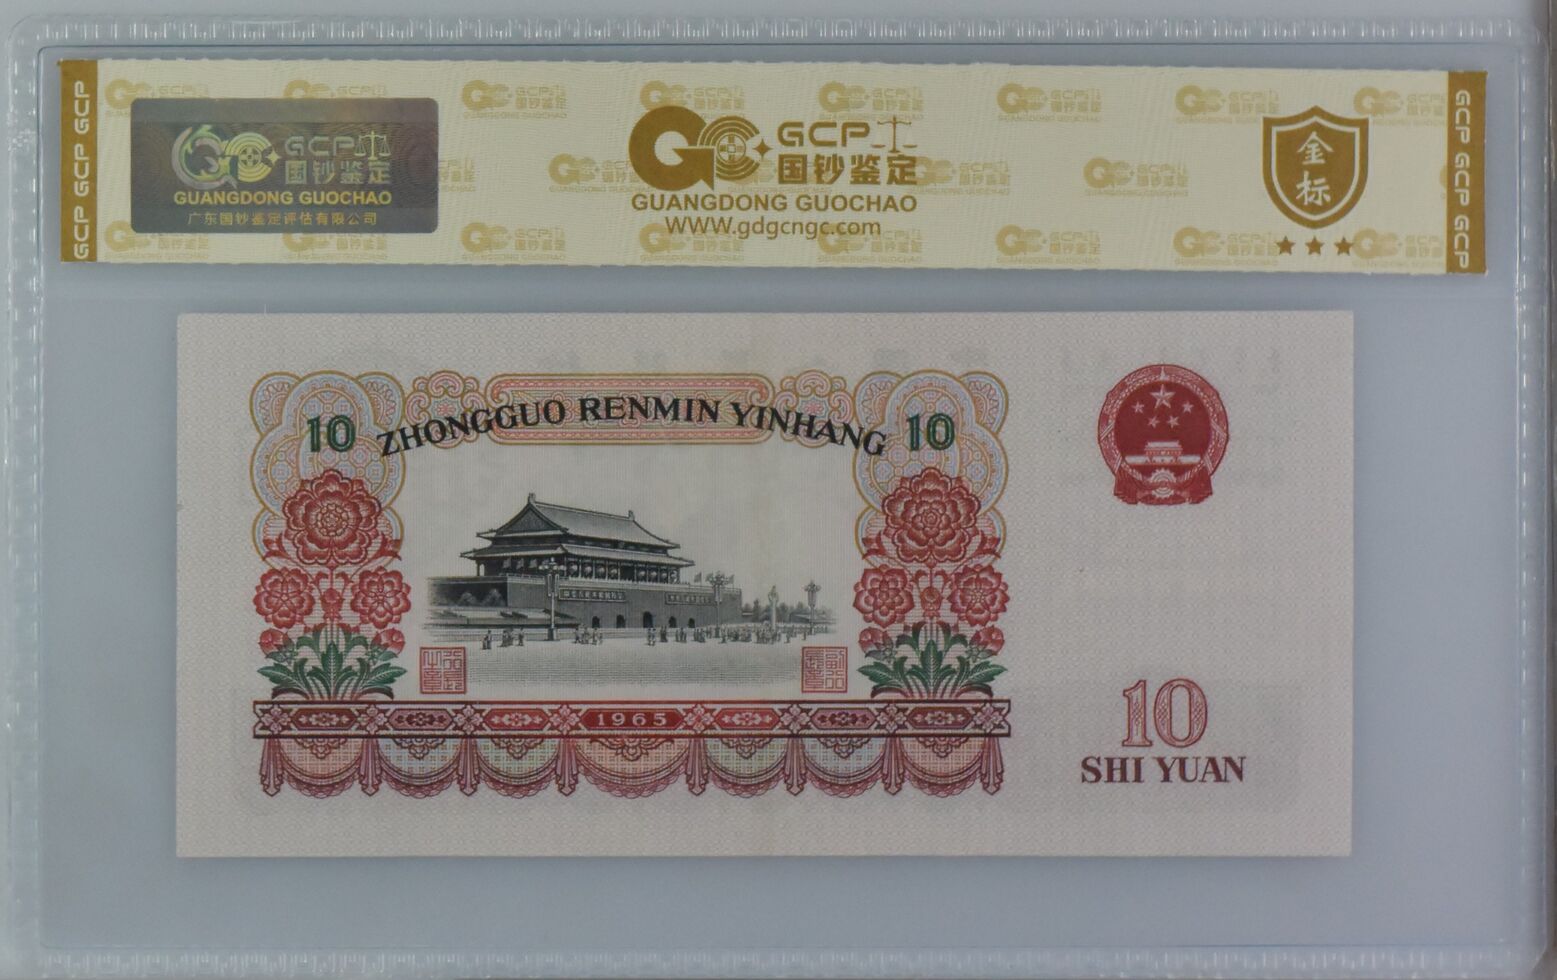 GCP GCP GCP
GCP
国钞鉴定
GUANGDONG GUOCHAO
广东国钞鉴定评估有限公司
GCP
国钞鉴定
GUANGDONG GUOCHAO
WWW.gdgcngc.com
金标
GCP GCP GCP
10 ZHONGGUO RENMIN YINHANG 10
1965
10
SHI YUAN